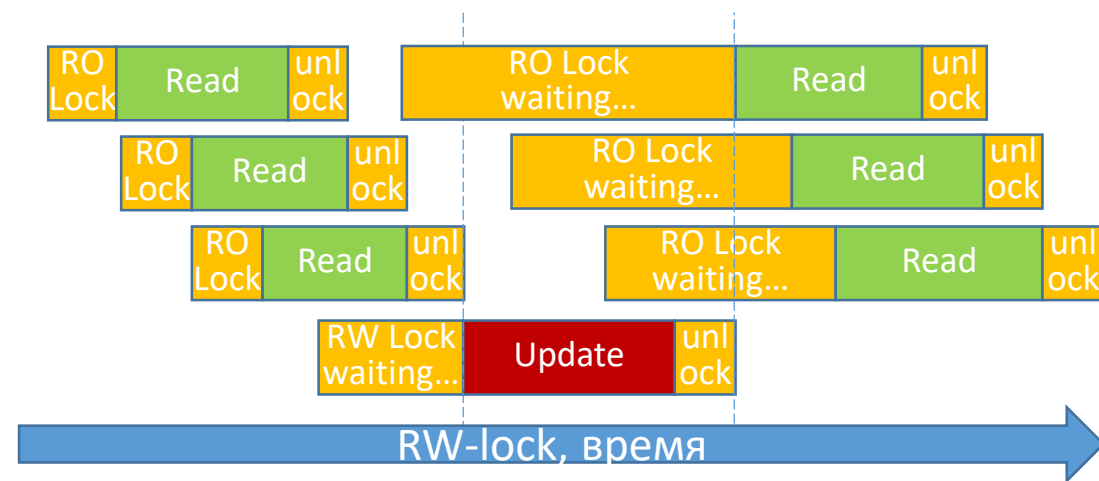 RO
Lock
Read
unl
ock
RO Lock
waiting...
Read
unl
ock
RO
Lock
Read
unl
ock
RO Lock
waiting...
Read
unl
ock
RO
Lock
Read
unl
ock
RO Lock
waiting...
Read
unl
ock
RW Lock
waiting...
Update
unl
ock
RW-lock, время